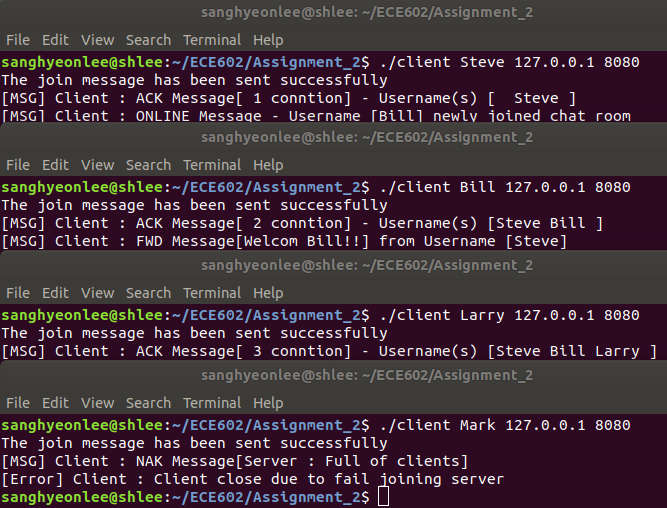 sanghyeonlee@shlee: ~/ECE602/Assignment_2
File Edit View Search Terminal Help
sanghyeonlee@shlee:~/ECE602/Assignment_2$ ./client Steve 127.0.0.1 8080
The join message has been sent successfully
[MSG] Client : ACK Message[ 1 conntion] - Username(s) [  Steve ]
[MSG] Client : ONLINE Message - Username [Bill] newly joined chat room
sanghyeonlee@shlee: ~/ECE602/Assignment_2
File Edit View Search Terminal Help
sanghyeonlee@shlee:~/ECE602/Assignment_2$ ./client Bill 127.0.0.1 8080
The join message has been sent successfully
[MSG] Client : ACK Message[ 2 conntion] - Username(s) [Steve Bill ]
[MSG] Client : FWD Message[Welcom Bill!!] from Username [Steve]
sanghyeonlee@shlee: ~/ECE602/Assignment_2
File Edit View Search Terminal Help
sanghyeonlee@shlee:~/ECE602/Assignment_2$ ./client Larry 127.0.0.1 8080
The join message has been sent successfully
[MSG] Client : ACK Message[ 3 conntion] - Username(s) [Steve Bill Larry ]
sanghyeonlee@shlee: ~/ECE602/Assignment_2
File Edit View Search Terminal Help
sanghyeonlee@shlee:~/ECE602/Assignment_2$ ./client Mark 127.0.0.1 8080
The join message has been sent successfully
[MSG] Client : NAK Message[Server : Full of clients]
[Error] Client : Client close due to fail joining server
sanghyeonlee@shlee:~/ECE602/Assignment_2$